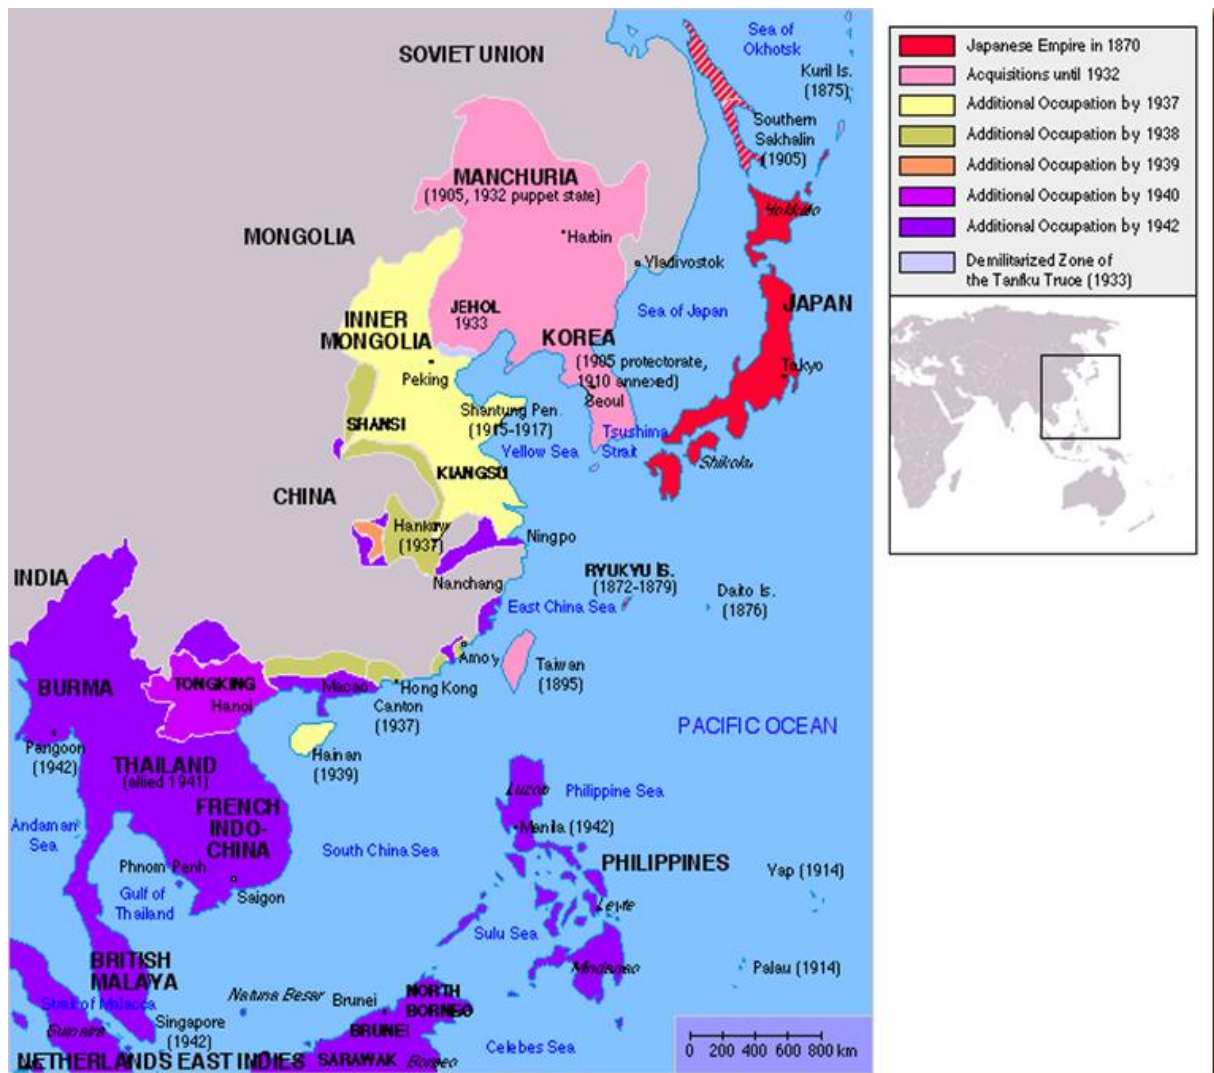 Sea of
Okhotsk
SOVIET UNION
Kuril Is.
(1875)
Southern
Sakhalin
(1905)
MANCHURIA
(1905, 1932 puppet state)
Hokkaido
Harbin
MONGOLIA
Vladivostok
JAPAN
JEHOL
1933
Sea of Japan
INNER
MONGOLIA
KOREA
(1905 protectorate,
1910 annexed)
Tokyo
Peking
Seoul
Shantung Pen.
(1915-1917)
SHANSI
Tsushima
Strait
Yellow Sea
Shikoku
KIANGSU
CHINA
Hankow
(1937)
Ningpo
INDIA
Nanchang
RYUKYU IS.
(1872-1879)
Daito Is.
(1876)
East China Sea
Amoy
Taiwan
(1895)
BURMA
TONGKING
Hanoi
Macao
Hong Kong
Canton
(1937)
PACIFIC OCEAN
Rangoon
(1942)
Hainan
(1939)
THAILAND
(allied 1941)
Luzon
Philippine Sea
FRENCH
INDO-
CHINA
Andaman
Sea
Manila (1942)
South China Sea
PHILIPPINES
Phnom Penh
Yap (1914)
Gulf of
Thailand
Saigon
Leyte
Sulu Sea
BRITISH
MALAYA
Mindanao
Palau (1914)
Strait of Malacca
Natuna Besar
Brunei
NORTH
BORNEO
Sumatra
Singapore
(1942)
BRUNEI
Celebes Sea
NETHERLANDS EAST INDIES
SARAWAK
Borneo
0 200 400 600 800 km
Japanese Empire in 1870
Acquisitions until 1932
Additional Occupation by 1937
Additional Occupation by 1938
Additional Occupation by 1939
Additional Occupation by 1940
Additional Occupation by 1942
Demilitarized Zone of
the Tanfku Truce (1933)